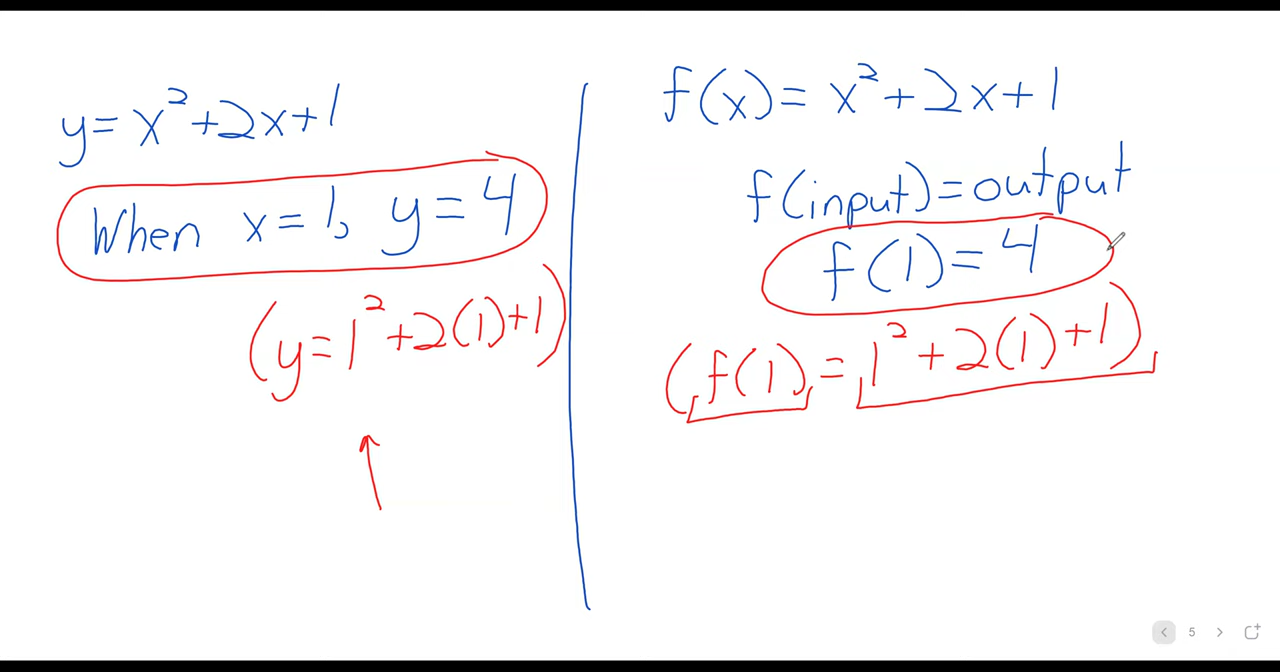 y=x²+2x+1
When x=1, y=4
(y=1²+2(1)+1)
f(x)=x²+2x+1
f(input)=output
f(1)=4
(f(1)=1²+2(1)+1)
5